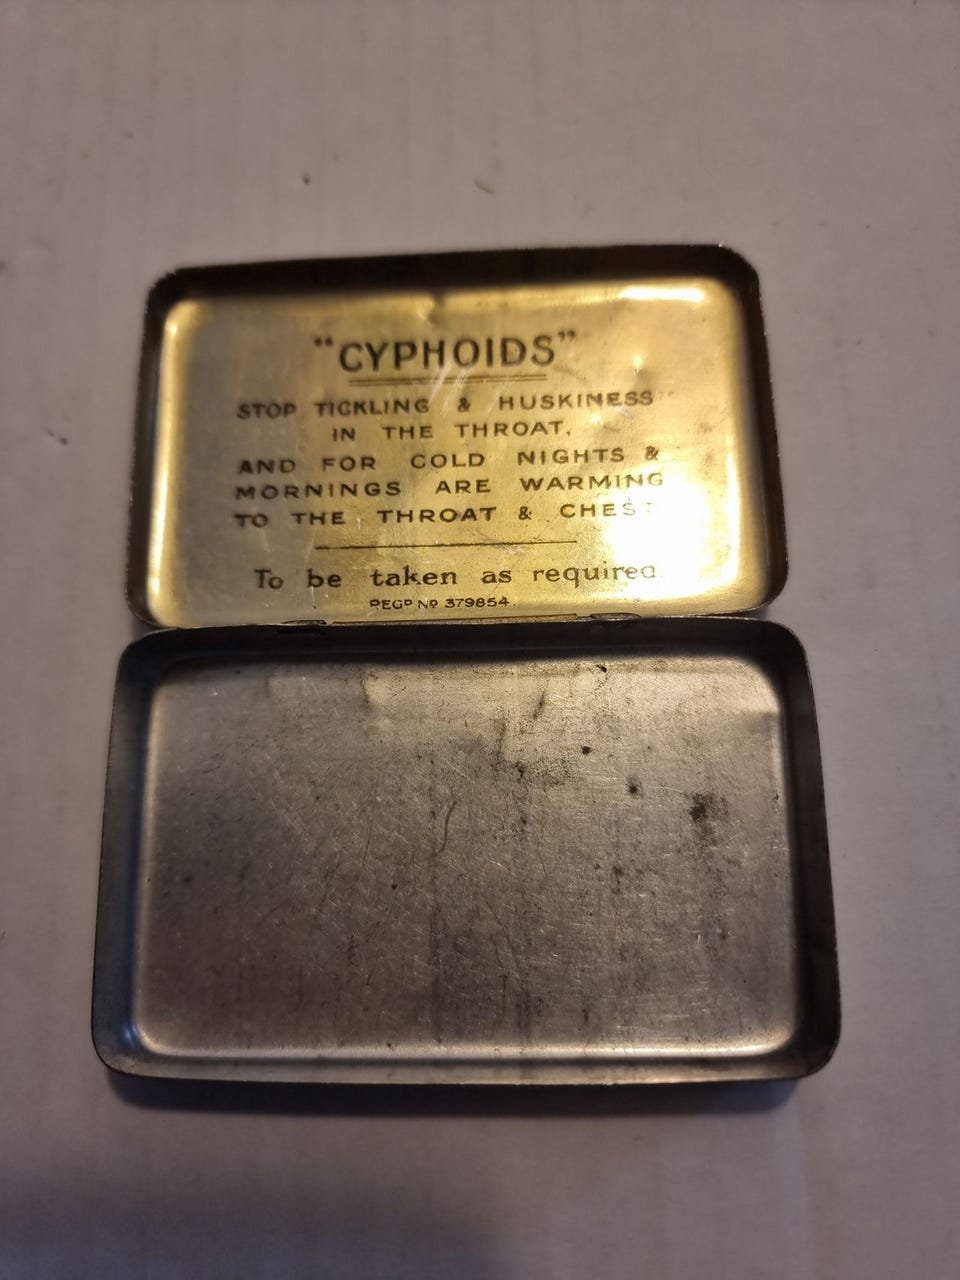 "CYPHOIDS"
STOP TICKLING & HUSKINESS
IN THE THROAT,
AND FOR COLD NIGHTS &
MORNINGS ARE WARMING
TO THE THROAT & CHEST
To be taken as required
REGD No 379854.